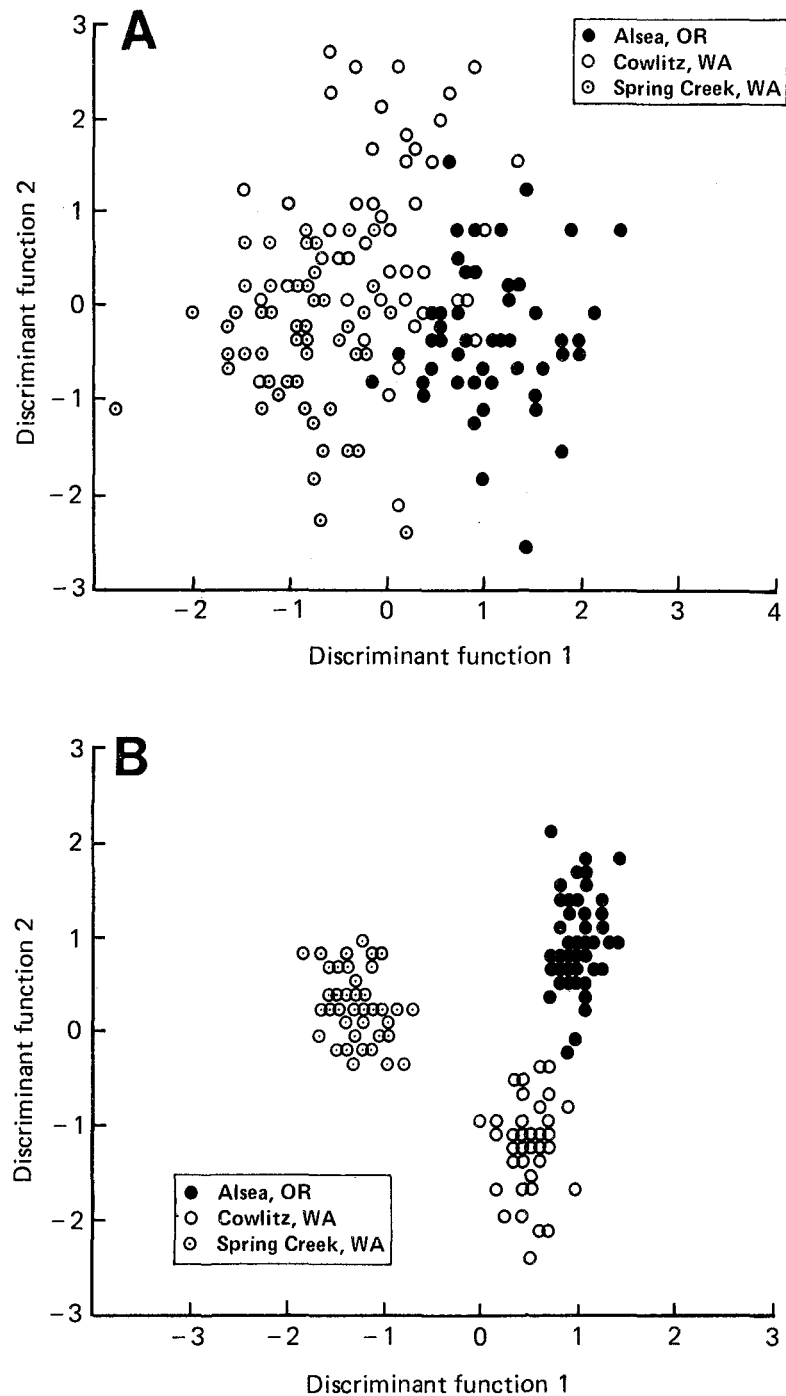 A
Alsea, OR
Cowlitz, WA
Spring Creek, WA
3
2
1
0
−1
−2
−3
Discriminant function 2
−2 −1 0 1 2 3 4
Discriminant function 1
B
3
2
1
0
−1
−2
−3
Discriminant function 2
Alsea, OR
Cowlitz, WA
Spring Creek, WA
−3 −2 −1 0 1 2 3
Discriminant function 1